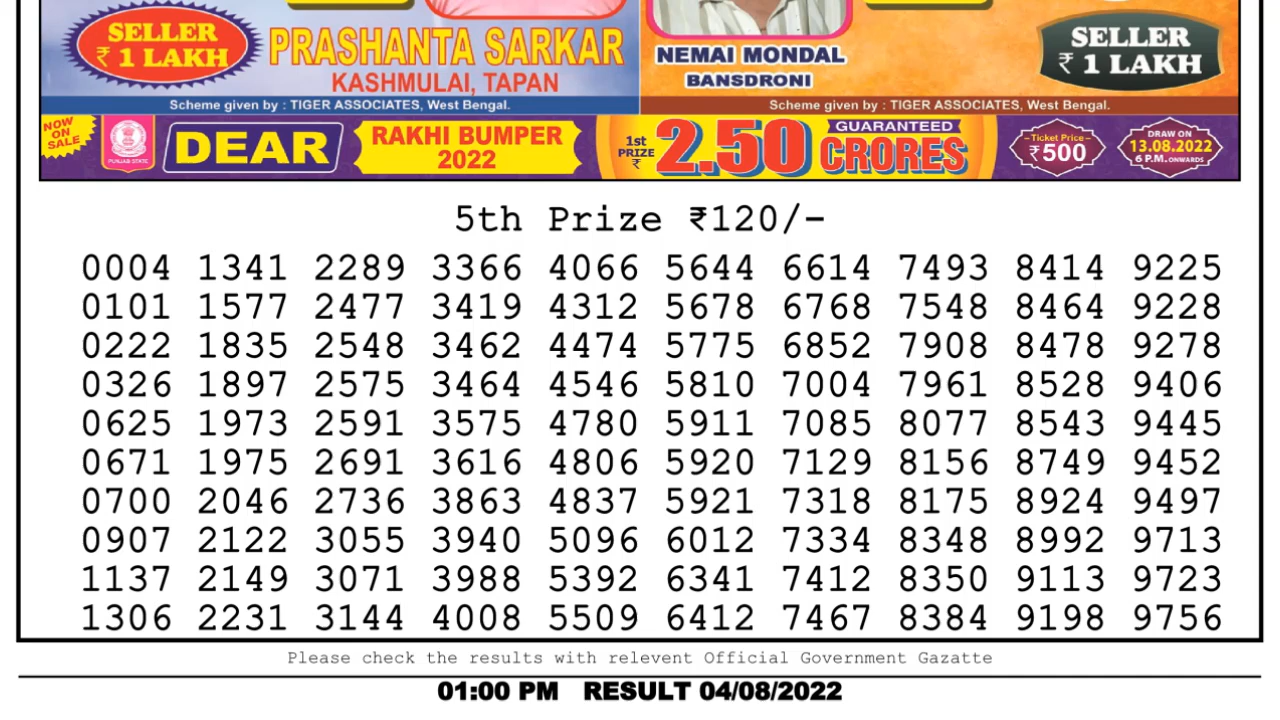 SELLER
₹ 1 LAKH
PRASHANTA SARKAR
KASHMULAI, TAPAN
NEMAI MONDAL
BANSDRONI
SELLER
₹ 1 LAKH
Scheme given by : TIGER ASSOCIATES, West Bengal.
Scheme given by : TIGER ASSOCIATES, West Bengal.
NOW
ON
SALE
PUNJAB STATE
DEAR
RAKHI BUMPER
2022
1st
PRIZE
₹
2.50
GUARANTEED
CRORES
Ticket Price
₹500
DRAW ON
13.08.2022
6 P.M. ONWARDS
5th Prize ₹120/-
0004 1341 2289 3366 4066 5644 6614 7493 8414 9225
0101 1577 2477 3419 4312 5678 6768 7548 8464 9228
0222 1835 2548 3462 4474 5775 6852 7908 8478 9278
0326 1897 2575 3464 4546 5810 7004 7961 8528 9406
0625 1973 2591 3575 4780 5911 7085 8077 8543 9445
0671 1975 2691 3616 4806 5920 7129 8156 8749 9452
0700 2046 2736 3863 4837 5921 7318 8175 8924 9497
0907 2122 3055 3940 5096 6012 7334 8348 8992 9713
1137 2149 3071 3988 5392 6341 7412 8350 9113 9723
1306 2231 3144 4008 5509 6412 7467 8384 9198 9756
Please check the results with relevent Official Government Gazatte
01:00 PM RESULT 04/08/2022